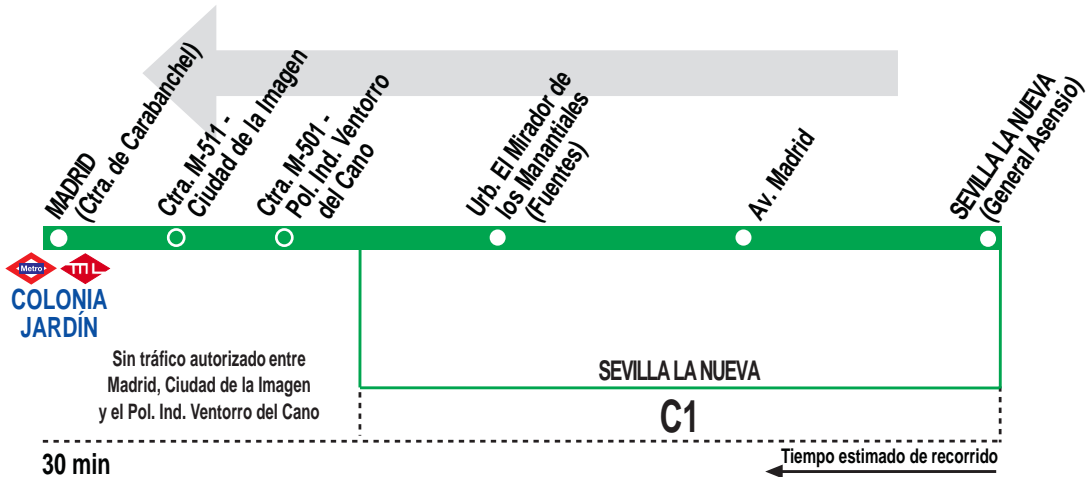 MADRID
(Ctra. de Carabanchel)
Ctra. M-511 -
Ciudad de la Imagen
Ctra. M-501 -
Pol. Ind. Ventorro
del Cano
Urb. El Mirador de
los Manantiales
(Fuentes)
Av. Madrid
SEVILLA LA NUEVA
(General Asensio)
Metro
ML
COLONIA
JARDÍN
Sin tráfico autorizado entre
Madrid, Ciudad de la Imagen
y el Pol. Ind. Ventorro del Cano
SEVILLA LA NUEVA
C1
30 min
Tiempo estimado de recorrido